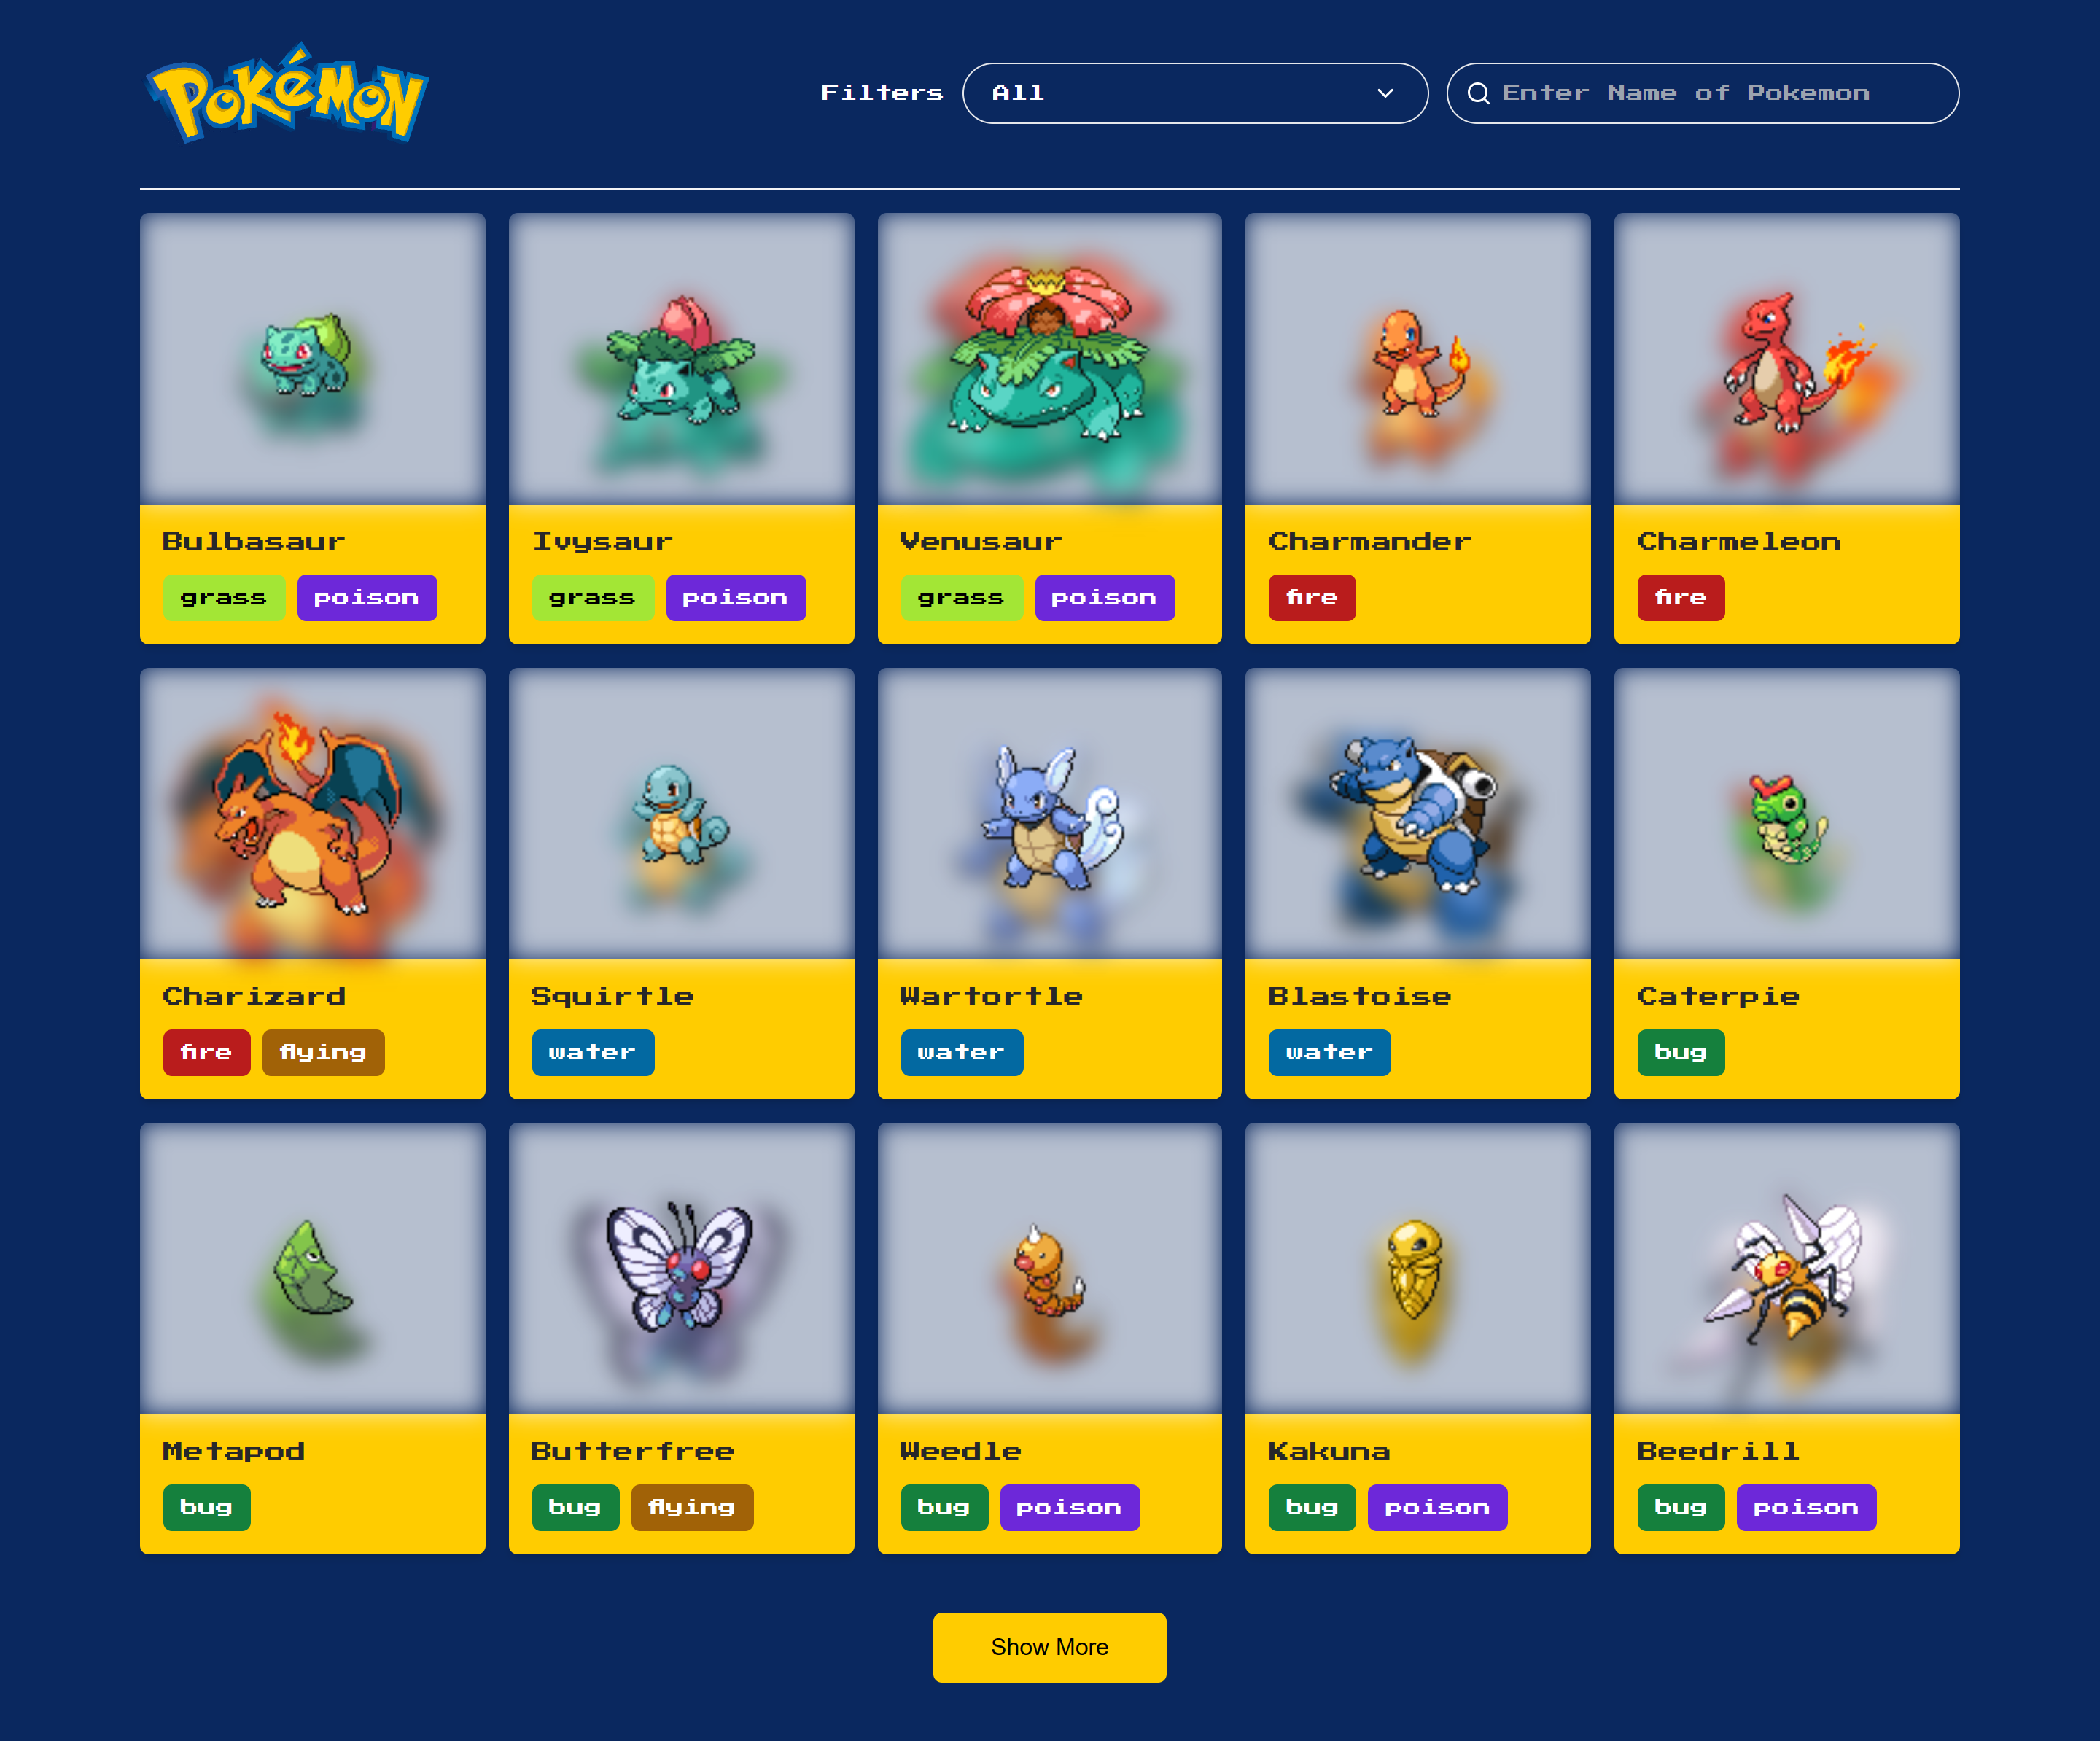 Pokémon
Filters All Enter Name of Pokemon
Bulbasaur
grass poison
Ivysaur
grass poison
Venusaur
grass poison
Charmander
fire
Charmeleon
fire
Charizard
fire flying
Squirtle
water
Wartortle
water
Blastoise
water
Caterpie
bug
Metapod
bug
Butterfree
bug flying
Weedle
bug poison
Kakuna
bug poison
Beedrill
bug poison
Show More